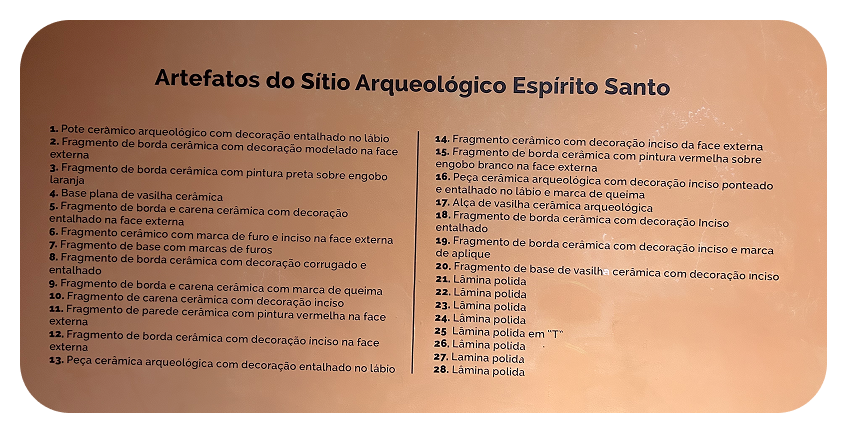 Artefatos do Sítio Arqueológico Espírito Santo
1. Pote cerâmico arqueológico com decoração entalhado no lábio
2. Fragmento de borda cerâmica com decoração modelado na face
externa
3. Fragmento de borda cerâmica com pintura preta sobre engobo
laranja
4. Base plana de vasilha cerâmica
5. Fragmento de borda e carena cerâmica com decoração
entalhado na face externa
6. Fragmento cerâmico com marca de furo e inciso na face externa
7. Fragmento de base com marcas de furos
8. Fragmento de borda cerâmica com decoração corrugado e
entalhado
9. Fragmento de borda e carena cerâmica com marca de queima
10. Fragmento de carena cerâmica com decoração inciso
11. Fragmento de parede cerâmica com pintura vermelha na face
externa
12. Fragmento de borda cerâmica com decoração inciso na face
externa
13. Peça cerâmica arqueológica com decoração entalhado no lábio
14. Fragmento cerâmico com decoração inciso da face externa
15. Fragmento de borda cerâmica com pintura vermelha sobre
engobo branco na face externa
16. Peça cerâmica arqueológica com decoração inciso ponteado
e entalhado no lábio e marca de queima
17. Alça de vasilha cerâmica arqueológica
18. Fragmento de borda cerâmica com decoração Inciso
entalhado
19. Fragmento de borda cerâmica com decoração inciso e marca
de aplique
20. Fragmento de base de vasilha cerâmica com decoração inciso
21. Lâmina polida
22. Lâmina polida
23. Lâmina polida
24. Lâmina polida
25 Lâmina polida em "T"
26. Lâmina polida
27. Lamina polida
28. Lâmina polida